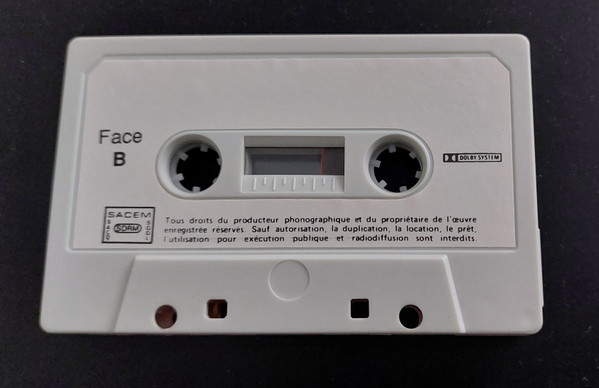 Face
B
DOLBY SYSTEM
SACEM
SDRM
Tous droits du producteur phonographique et du propriétaire de l'œuvre
enregistrée réservés. Sauf autorisation, la duplication, la location, le prêt,
l'utilisation pour exécution publique et radiodiffusion sont interdits.